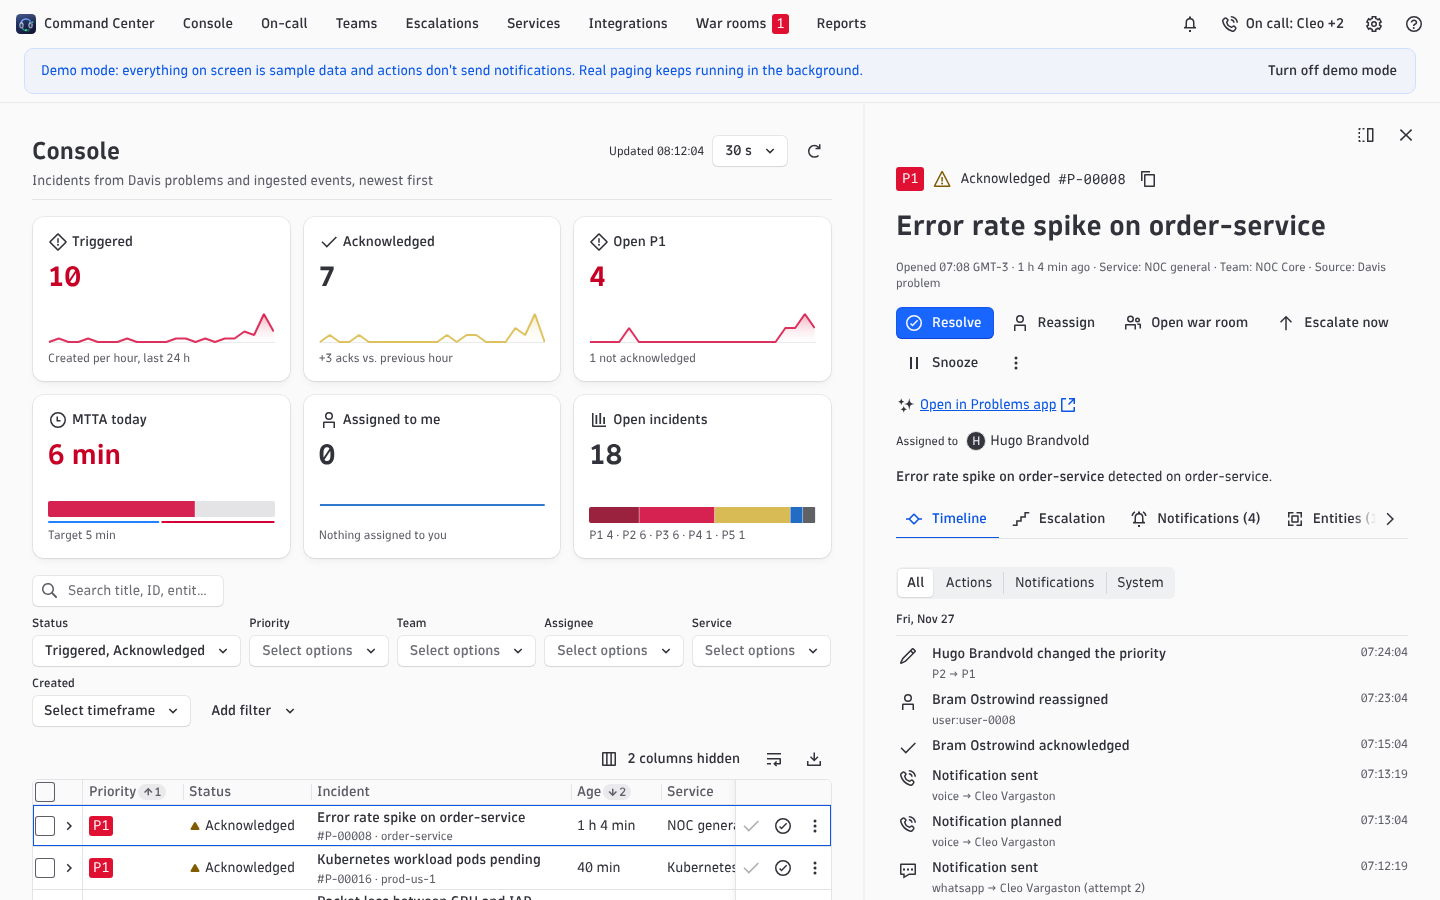 Command Center
Console
On-call
Teams
Escalations
Services
Integrations
War rooms 1
Reports
On call: Cleo +2
Demo mode: everything on screen is sample data and actions don't send notifications. Real paging keeps running in the background.
Turn off demo mode
Console
Incidents from Davis problems and ingested events, newest first
Updated 08:12:04
30 s
Triggered
10
Created per hour, last 24 h
Acknowledged
7
+3 acks vs. previous hour
Open P1
4
1 not acknowledged
MTTA today
6 min
Target 5 min
Assigned to me
0
Nothing assigned to you
Open incidents
18
P1 4 · P2 6 · P3 6 · P4 1 · P5 1
Search title, ID, entit...
Status
Triggered, Acknowledged
Priority
Select options
Team
Select options
Assignee
Select options
Service
Select options
Created
Select timeframe
Add filter
2 columns hidden
Priority 1
Status
Incident
Age 2
Service
P1
Acknowledged
Error rate spike on order-service
#P-00008 · order-service
1 h 4 min
NOC genera
P1
Acknowledged
Kubernetes workload pods pending
#P-00016 · prod-us-1
40 min
Kubernetes
Packet loss between GRU and IAD
P1
Acknowledged
#P-00008
Error rate spike on order-service
Opened 07:08 GMT-3 · 1 h 4 min ago · Service: NOC general · Team: NOC Core · Source: Davis
problem
Resolve
Reassign
Open war room
Escalate now
Snooze
Open in Problems app
Assigned to
H
Hugo Brandvold
Error rate spike on order-service detected on order-service.
Timeline
Escalation
Notifications (4)
Entities (
All
Actions
Notifications
System
Fri, Nov 27
Hugo Brandvold changed the priority
07:24:04
P2 → P1
Bram Ostrowind reassigned
07:23:04
user:user-0008
Bram Ostrowind acknowledged
07:15:04
Notification sent
07:13:19
voice → Cleo Vargaston
Notification planned
07:13:04
voice → Cleo Vargaston
Notification sent
07:12:19
whatsapp → Cleo Vargaston (attempt 2)